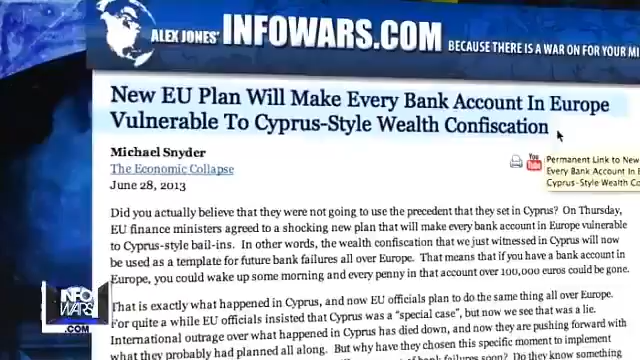 ALEX JONES' INFOWARS.COM BECAUSE THERE IS A WAR ON FOR YOUR
New EU Plan Will Make Every Bank Account In Europe
Vulnerable To Cyprus-Style Wealth Confiscation
Michael Snyder
The Economic Collapse
June 28, 2013
You
Tube
Permanent Link to New
Every Bank Account In
Cyprus-Style Wealth
Did you actually believe that they were not going to use the precedent that they set in Cyprus? On Thursday,
EU finance ministers agreed to a shocking new plan that will make every bank account in Europe vulnerable
to Cyprus-style bail-ins. In other words, the wealth confiscation that we just witnessed in Cyprus will now
be used as a template for future bank failures all over Europe. That means that if you have a bank account in
Europe, you could wake up some morning and every penny in that account over 100,000 euros could be gone.
That is exactly what happened in Cyprus, and now EU officials plan to do the same thing all over Europe.
For quite a while EU officials insisted that Cyprus was a "special case", but now we see that was a lie.
International outrage over what happened in Cyprus has died down, and now they are pushing forward with
what they probably had planned all along. But why have they chosen this specific moment to implement
of bank failures soon? Do they know something
INFO
WARS
.COM